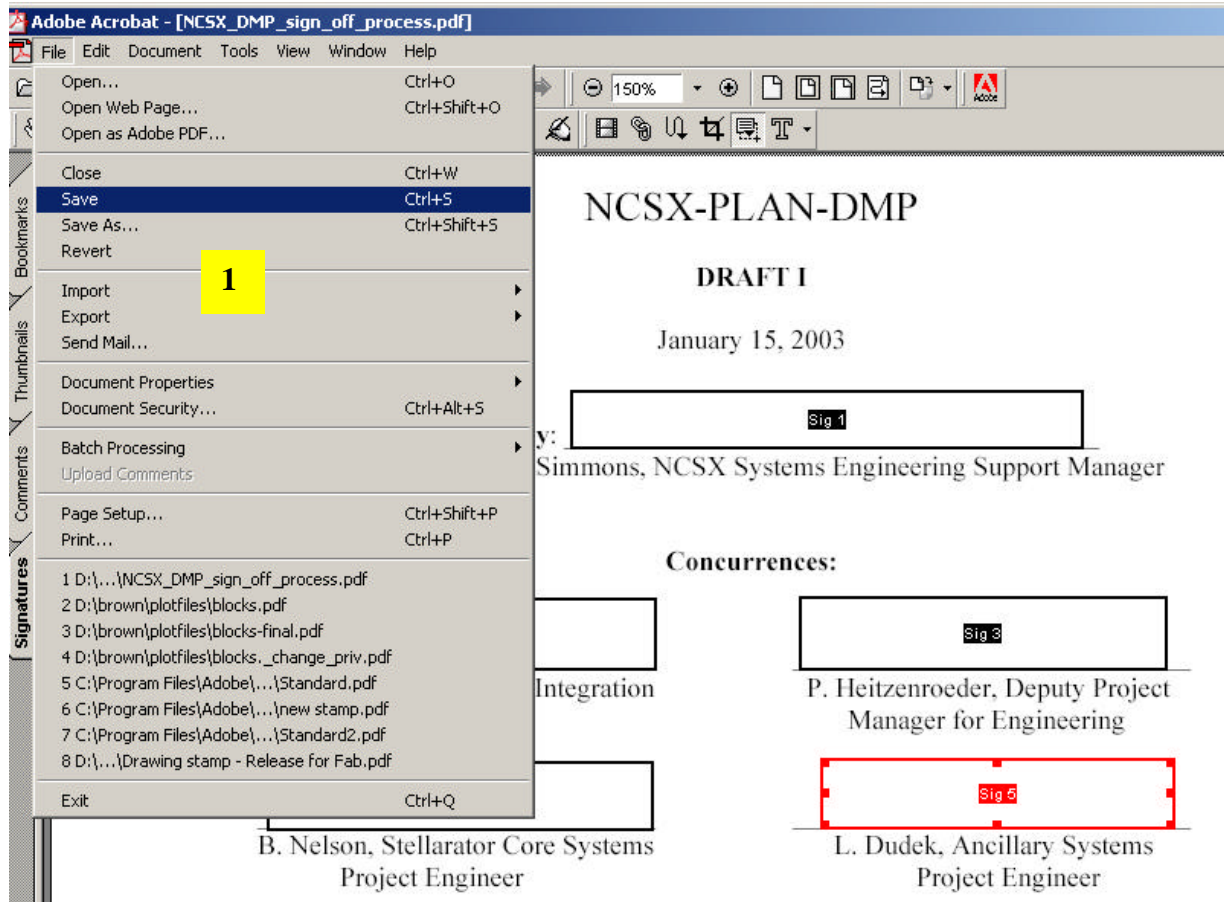 Adobe Acrobat - [NCSX_DMP_sign_off_process.pdf]
File Edit Document Tools View Window Help
Open... Ctrl+O
Open Web Page... Ctrl+Shift+O
Open as Adobe PDF...
Close Ctrl+W
Save Ctrl+S
Save As... Ctrl+Shift+S
Revert
Import
Export
Send Mail...
Document Properties
Document Security... Ctrl+Alt+S
Batch Processing
Upload Comments
Page Setup... Ctrl+Shift+P
Print... Ctrl+P
1 D:\...\NCSX_DMP_sign_off_process.pdf
2 D:\brown\plotfiles\blocks.pdf
3 D:\brown\plotfiles\blocks-final.pdf
4 D:\brown\plotfiles\blocks._change_priv.pdf
5 C:\Program Files\Adobe\...\Standard.pdf
6 C:\Program Files\Adobe\...\new stamp.pdf
7 C:\Program Files\Adobe\...\Standard2.pdf
8 D:\...\Drawing stamp - Release for Fab.pdf
Exit Ctrl+Q
1
150%
Adobe
T
Bookmarks
Thumbnails
Comments
Signatures
NCSX-PLAN-DMP
DRAFT I
January 15, 2003
y: Sig 1
Simmons, NCSX Systems Engineering Support Manager
Concurrences:
Sig 3
Integration
P. Heitzenroeder, Deputy Project
Manager for Engineering
Sig 5
B. Nelson, Stellarator Core Systems
Project Engineer
L. Dudek, Ancillary Systems
Project Engineer